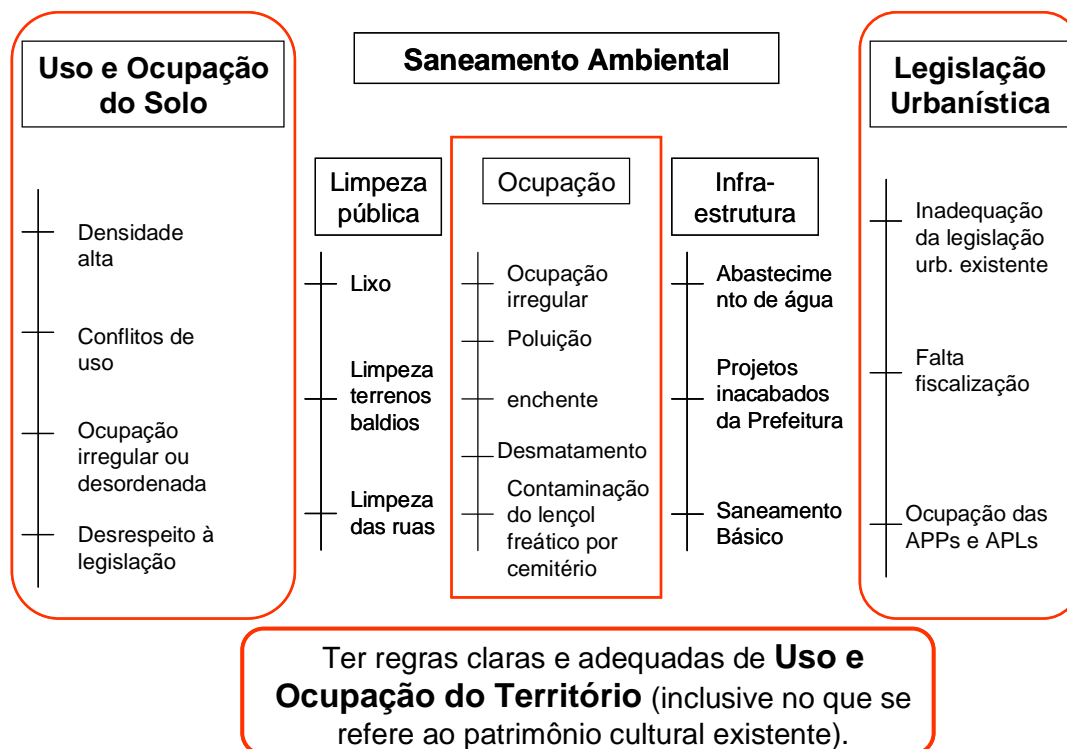 Uso e Ocupação
do Solo
Densidade
alta
Conflitos de
uso
Ocupação
irregular ou
desordenada
Desrespeito à
legislação
Saneamento Ambiental
Limpeza
pública
Lixo
Limpeza
terrenos
baldios
Limpeza
das ruas
Ocupação
Ocupação
irregular
Poluição
enchente
Desmatamento
Contaminação
do lençol
freático por
cemitério
Infra-
estrutura
Abastecime
nto de água
Projetos
inacabados
da Prefeitura
Saneamento
Básico
Legislação
Urbanística
Inadequação
da legislação
urb. existente
Falta
fiscalização
Ocupação das
APPs e APLs
Ter regras claras e adequadas de Uso e
Ocupação do Território (inclusive no que se
refere ao patrimônio cultural existente).